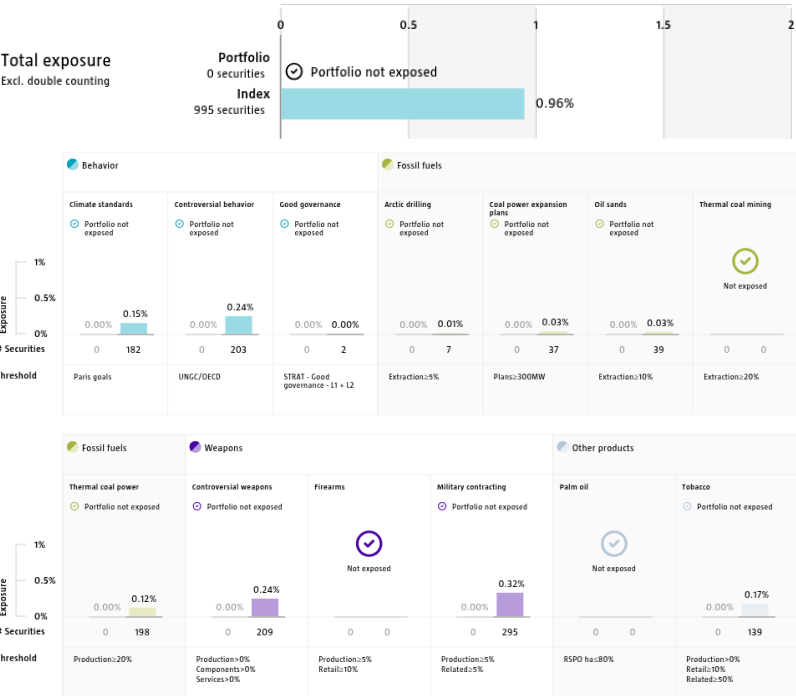 0 0.5 1 1.5 2
Total exposure
Excl. double counting
Portfolio
0 securities
Portfolio not exposed
Index
995 securities
0.96%
Behavior
Fossil fuels
Climate standards
Controversial behavior
Good governance
Arctic drilling
Coal power expansion
plans
Oil sands
Thermal coal mining
Portfolio not
exposed
Portfolio not
exposed
Portfolio not
exposed
Portfolio not
exposed
Portfolio not
exposed
Portfolio not
exposed
Not exposed
Exposure
1%
0.5%
0%
0.00% 0.15%
0.00% 0.24%
0.00% 0.00%
0.00% 0.01%
0.00% 0.03%
0.00% 0.03%
# Securities
0 182
0 203
0 2
0 7
0 37
0 39
0 0
hreshold
Paris goals
UNGC/OECD
STRAT - Good
governance - L1 + L2
Extraction≥5%
Plans≥300MW
Extraction≥10%
Extraction≥20%
Fossil fuels
Weapons
Other products
Thermal coal power
Controversial weapons
Firearms
Military contracting
Palm oil
Tobacco
Portfolio not exposed
Portfolio not exposed
Not exposed
Portfolio not exposed
Not exposed
Portfolio not exposed
Exposure
1%
0.5%
0%
0.00% 0.12%
0.00% 0.24%
0.00% 0.32%
0.00% 0.17%
# Securities
0 198
0 209
0 0
0 295
0 0
0 139
hreshold
Production≥20%
Production>0%
Components>0%
Services>0%
Production≥5%
Retail≥10%
Production≥5%
Related≥5%
RSPO ha≤80%
Production>0%
Retail≥10%
Related≥50%